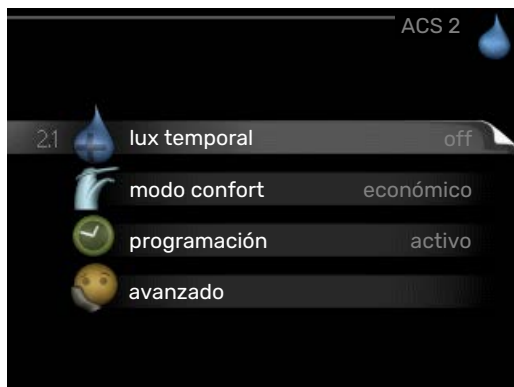 ACS 2
2.1 lux temporal off
modo confort económico
programación activo
avanzado